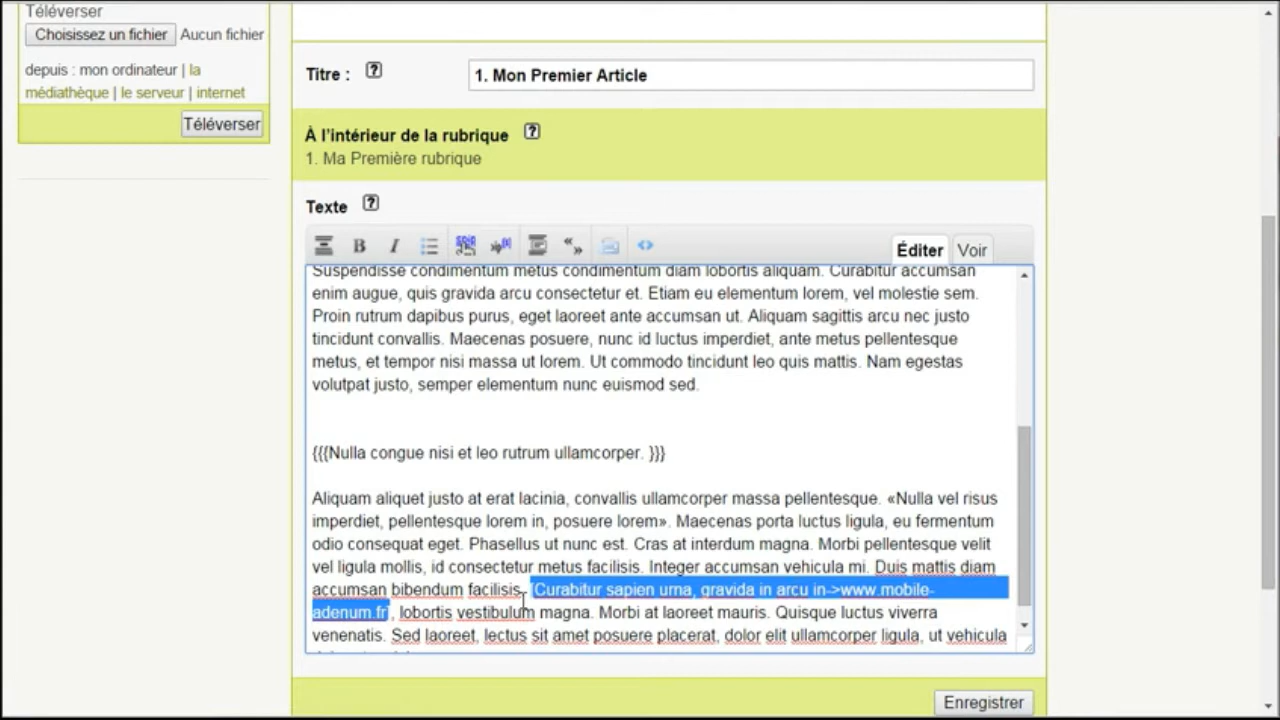 Téléverser
Choisissez un fichier Aucun fichier
depuis : mon ordinateur | la
médiathèque | le serveur | internet
Téléverser
Titre : ?
1. Mon Premier Article
À l’intérieur de la rubrique ?
1. Ma Première rubrique
Texte ?
B I «» <> Éditer Voir
Suspendisse condimentum metus condimentum diam lobortis aliquam. Curabitur accumsan
enim augue, quis gravida arcu consectetur et. Etiam eu elementum lorem, vel molestie sem.
Proin rutrum dapibus purus, eget laoreet ante accumsan ut. Aliquam sagittis arcu nec justo
tincidunt convallis. Maecenas posuere, nunc id luctus imperdiet, ante metus pellentesque
metus, et tempor nisi massa ut lorem. Ut commodo tincidunt leo quis mattis. Nam egestas
volutpat justo, semper elementum nunc euismod sed.
{{{Nulla congue nisi et leo rutrum ullamcorper. }}}
Aliquam aliquet justo at erat lacinia, convallis ullamcorper massa pellentesque. «Nulla vel risus
imperdiet, pellentesque lorem in, posuere lorem». Maecenas porta luctus ligula, eu fermentum
odio consequat eget. Phasellus ut nunc est. Cras at interdum magna. Morbi pellentesque velit
vel ligula mollis, id consectetur metus facilisis. Integer accumsan vehicula mi. Duis mattis diam
accumsan bibendum facilisis. [Curabitur sapien urna, gravida in arcu in->www.mobile-
adenum.fr], lobortis vestibulum magna. Morbi at laoreet mauris. Quisque luctus viverra
venenatis. Sed laoreet, lectus sit amet posuere placerat, dolor elit ullamcorper ligula, ut vehicula
Enregistrer